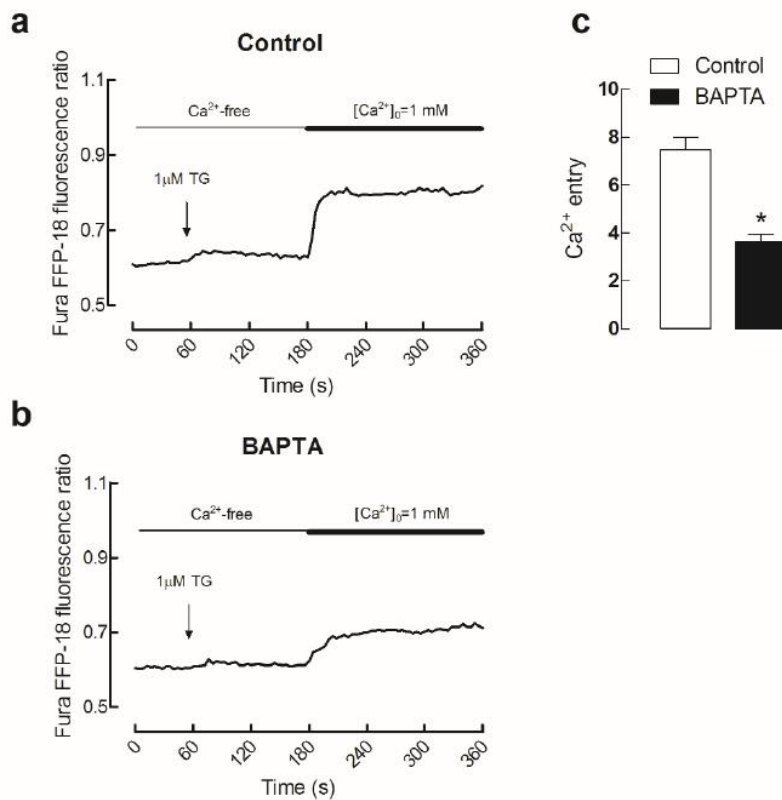 a
Control
Fura FFP-18 fluorescence ratio
1.1
0.9
0.7
0.5
Ca²⁺-free
[Ca²⁺]₀=1 mM
1µM TG
0
60
120
180
240
300
360
Time (s)
b
BAPTA
Fura FFP-18 fluorescence ratio
1.1
0.9
0.7
0.5
Ca²⁺-free
[Ca²⁺]₀=1 mM
1µM TG
0
60
120
180
240
300
360
Time (s)
c
Control
BAPTA
Ca²⁺ entry
10
8
6
4
2
0
*